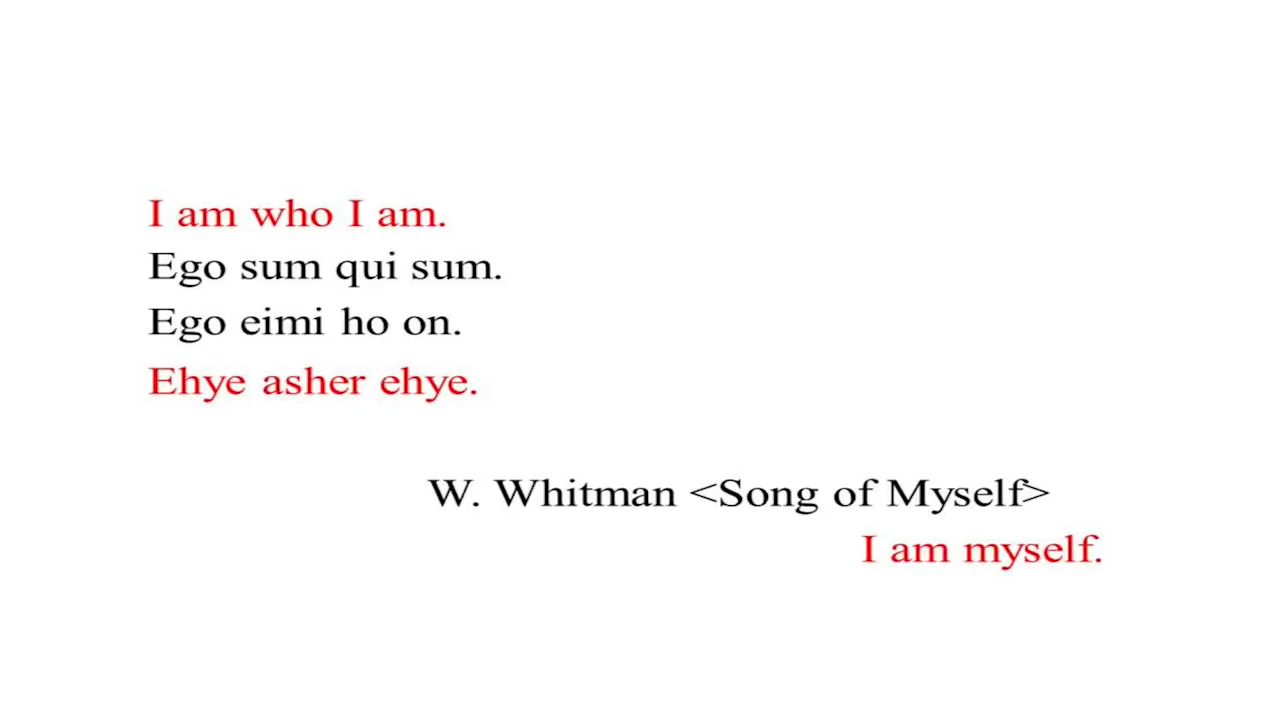 I am who I am.
Ego sum qui sum.
Ego eimi ho on.
Ehye asher ehye.
W. Whitman <Song of Myself>
I am myself.